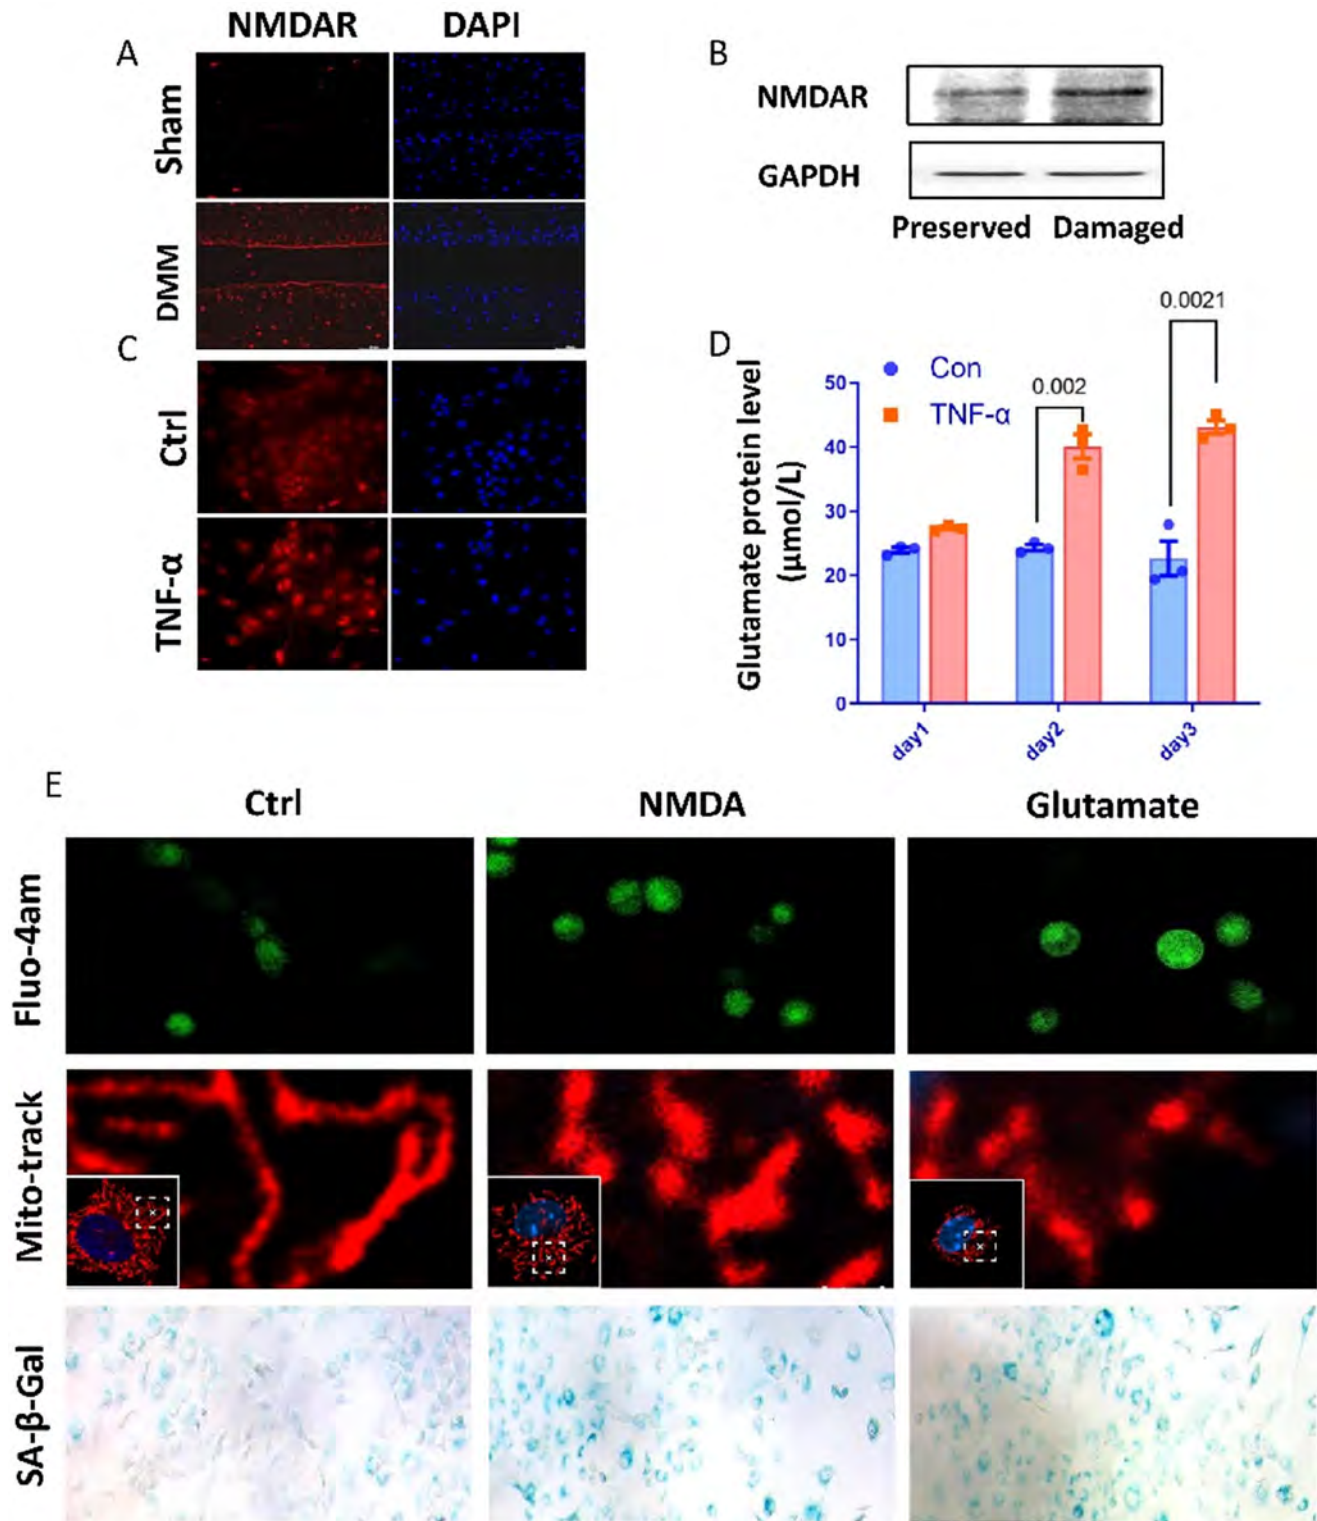 A
NMDAR
DAPI
Sham
DMM
B
NMDAR
GAPDH
Preserved
Damaged
C
Ctrl
TNF-α
D
Con
TNF-α
0.002
0.0021
Glutamate protein level
(μmol/L)
50
40
30
20
10
0
day1
day2
day3
E
Ctrl
NMDA
Glutamate
Fluo-4am
Mito-track
SA-β-Gal